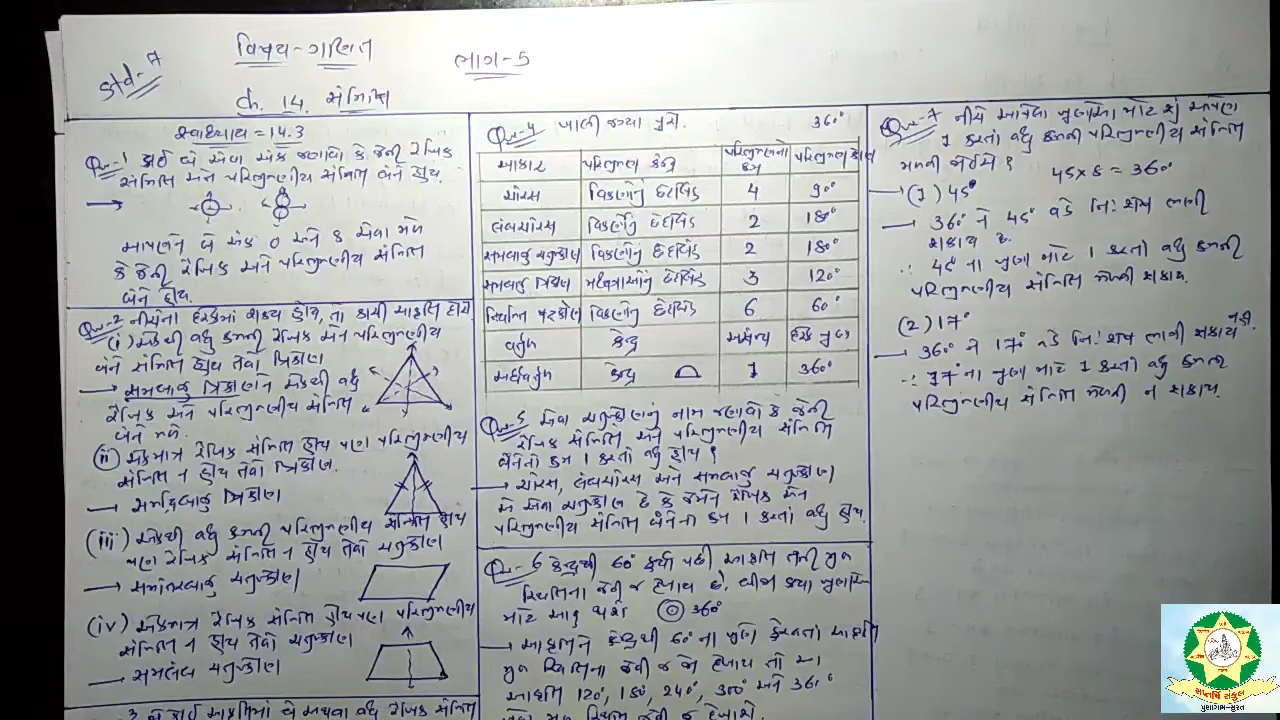 Std-7
વિષય-ગણિત
ભાગ-5
ch. 14. સંમિતિ
સ્વાધ્યાય = 14.3
Que-1 કોઈ બે એવા અંક જણાવો કે જેની રૈખિક
સંમિતિ અને પરિભ્રમણીય સંમિતિ બંને હોય.
આપણને બે અંક 0 અને 8 એવા મળે
કે જેની રૈખિક અને પરિભ્રમણીય સંમિતિ
બંને હોય.
Que-2 નીચેના દરેકમાં શક્ય હોય, તો કાચી આકૃતિ દોરો
(i) એકથી વધુ ક્રમની રૈખિક અને પરિભ્રમણીય
બંને સંમિતિ હોય તેવો ત્રિકોણ
→ સમબાજુ ત્રિકોણને એકથી વધુ
રૈખિક અને પરિભ્રમણીય સંમિતિ
બંને મળે.
(ii) એકમાત્ર રૈખિક સંમિતિ હોય પણ પરિભ્રમણીય
સંમિતિ ન હોય તેવો ત્રિકોણ.
→ સમદ્વિબાજુ ત્રિકોણ
(iii) એકથી વધુ ક્રમની પરિભ્રમણીય સંમિતિ હોય
પણ રૈખિક સંમિતિ ન હોય તેવો ચતુષ્કોણ
→ સમાંતરબાજુ ચતુષ્કોણ
(iv) એકમાત્ર રૈખિક સંમિતિ હોય પણ પરિભ્રમણીય
સંમિતિ ન હોય તેવો ચતુષ્કોણ
→ સમલંબ ચતુષ્કોણ
આકૃતિમાં બે અથવા વધુ રૈખિક સંમિતિ
Que-4 ખાલી જગ્યા પૂરો. 360°
આકાર પરિભ્રમણ કેન્દ્ર પરિભ્રમણનો ક્રમ પરિભ્રમણ કોણ
ચોરસ વિકર્ણોનું છેદબિંદુ 4 90°
લંબચોરસ વિકર્ણોનું છેદબિંદુ 2 180°
સમબાજુ ચતુષ્કોણ વિકર્ણોનું છેદબિંદુ 2 180°
સમબાજુ ત્રિકોણ મધ્યગાઓનું છેદબિંદુ 3 120°
નિયમિત ષટ્કોણ વિકર્ણોનું છેદબિંદુ 6 60°
વર્તુળ કેન્દ્ર અસંખ્ય દરેક ખૂણા
અર્ધવર્તુળ કેન્દ્ર 1 360°
Que-5 એવા ચતુષ્કોણનું નામ જણાવો કે જેની
રૈખિક સંમિતિ અને પરિભ્રમણીય સંમિતિ
બંનેનો ક્રમ 1 કરતાં વધુ હોય ?
→ ચોરસ, લંબચોરસ અને સમબાજુ ચતુષ્કોણ
એ એવા ચતુષ્કોણ છે કે જેમને રૈખિક અને
પરિભ્રમણીય સંમિતિ બંનેના ક્રમ 1 કરતાં વધુ હોય.
Que-6 કેન્દ્રથી 60° ફર્યા પછી આકૃતિ તેની મૂળ
સ્થિતિના જેવી જ દેખાય છે. બીજા કયા ખૂણાઓ
માટે આવું થશે 360°
→ આકૃતિને કેન્દ્રથી 60° ના ખૂણે ફેરવતાં આકૃતિ
મૂળ સ્થિતિના જેવી જ જો દેખાય તો આ
આકૃતિ 120°, 180°, 240°, 300° અને 360°
Que-7 નીચે આપેલા ખૂણાઓ માટે શું આપણે
1 કરતાં વધુ ક્રમની પરિભ્રમણીય સંમિતિ
મળતી હોય ?
45 x 8 = 360°
→ (1) 45°
→ 360° ને 45° વડે નિઃશેષ ભાગી
શકાય છે.
∴ 45° ના ખૂણા માટે 1 કરતાં વધુ ક્રમની
પરિભ્રમણીય સંમિતિ મેળવી શકાય.
(2) 17°
→ 360° ને 17° વડે નિઃશેષ ભાગી શકાય નહીં.
∴ 17° ના ખૂણા માટે 1 કરતાં વધુ ક્રમની
પરિભ્રમણીય સંમિતિ મેળવી ન શકાય.